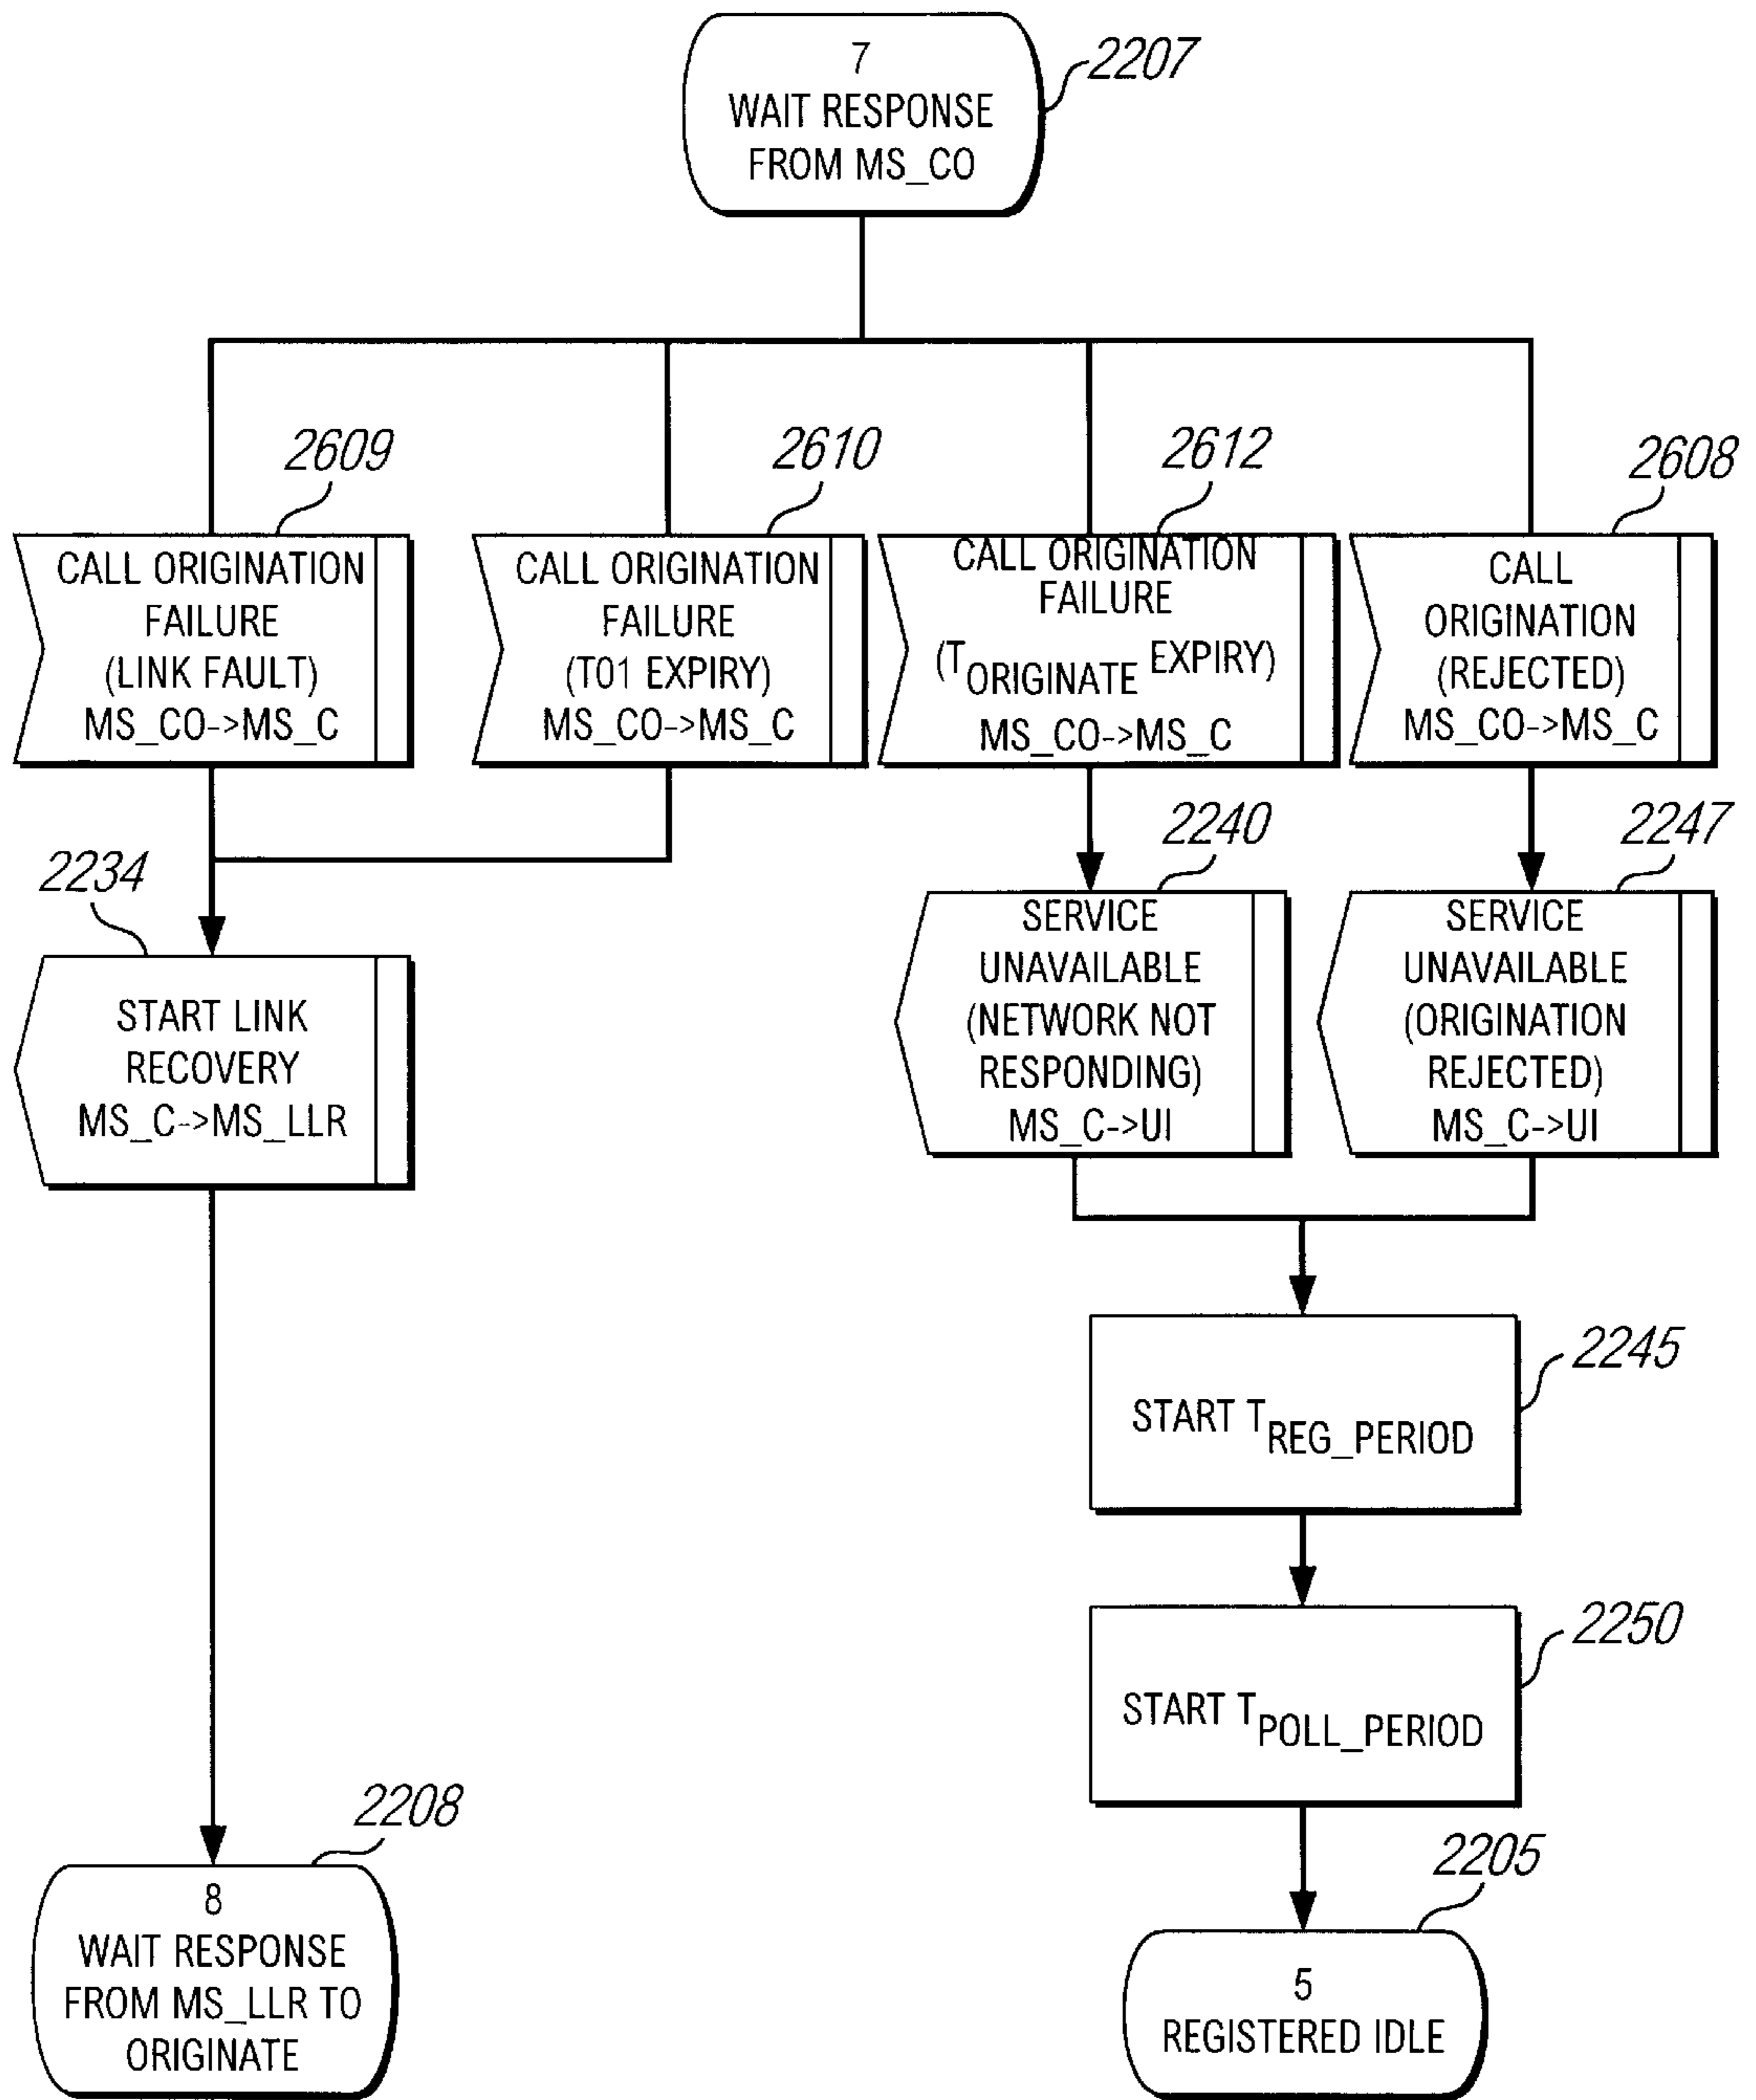 7
WAIT RESPONSE
FROM MS_CO
2207
2609
2610
2612
2608
CALL ORIGINATION
FAILURE
(LINK FAULT)
MS_CO->MS_C
CALL ORIGINATION
FAILURE
(T01 EXPIRY)
MS_CO->MS_C
CALL ORIGINATION
FAILURE
(TORIGINATE EXPIRY)
MS_CO->MS_C
CALL
ORIGINATION
(REJECTED)
MS_CO->MS_C
2234
2240
2247
START LINK
RECOVERY
MS_C->MS_LLR
SERVICE
UNAVAILABLE
(NETWORK NOT
RESPONDING)
MS_C->UI
SERVICE
UNAVAILABLE
(ORIGINATION
REJECTED)
MS_C->UI
2245
START TREG_PERIOD
2250
START TPOLL_PERIOD
2208
8
WAIT RESPONSE
FROM MS_LLR TO
ORIGINATE
2205
5
REGISTERED IDLE